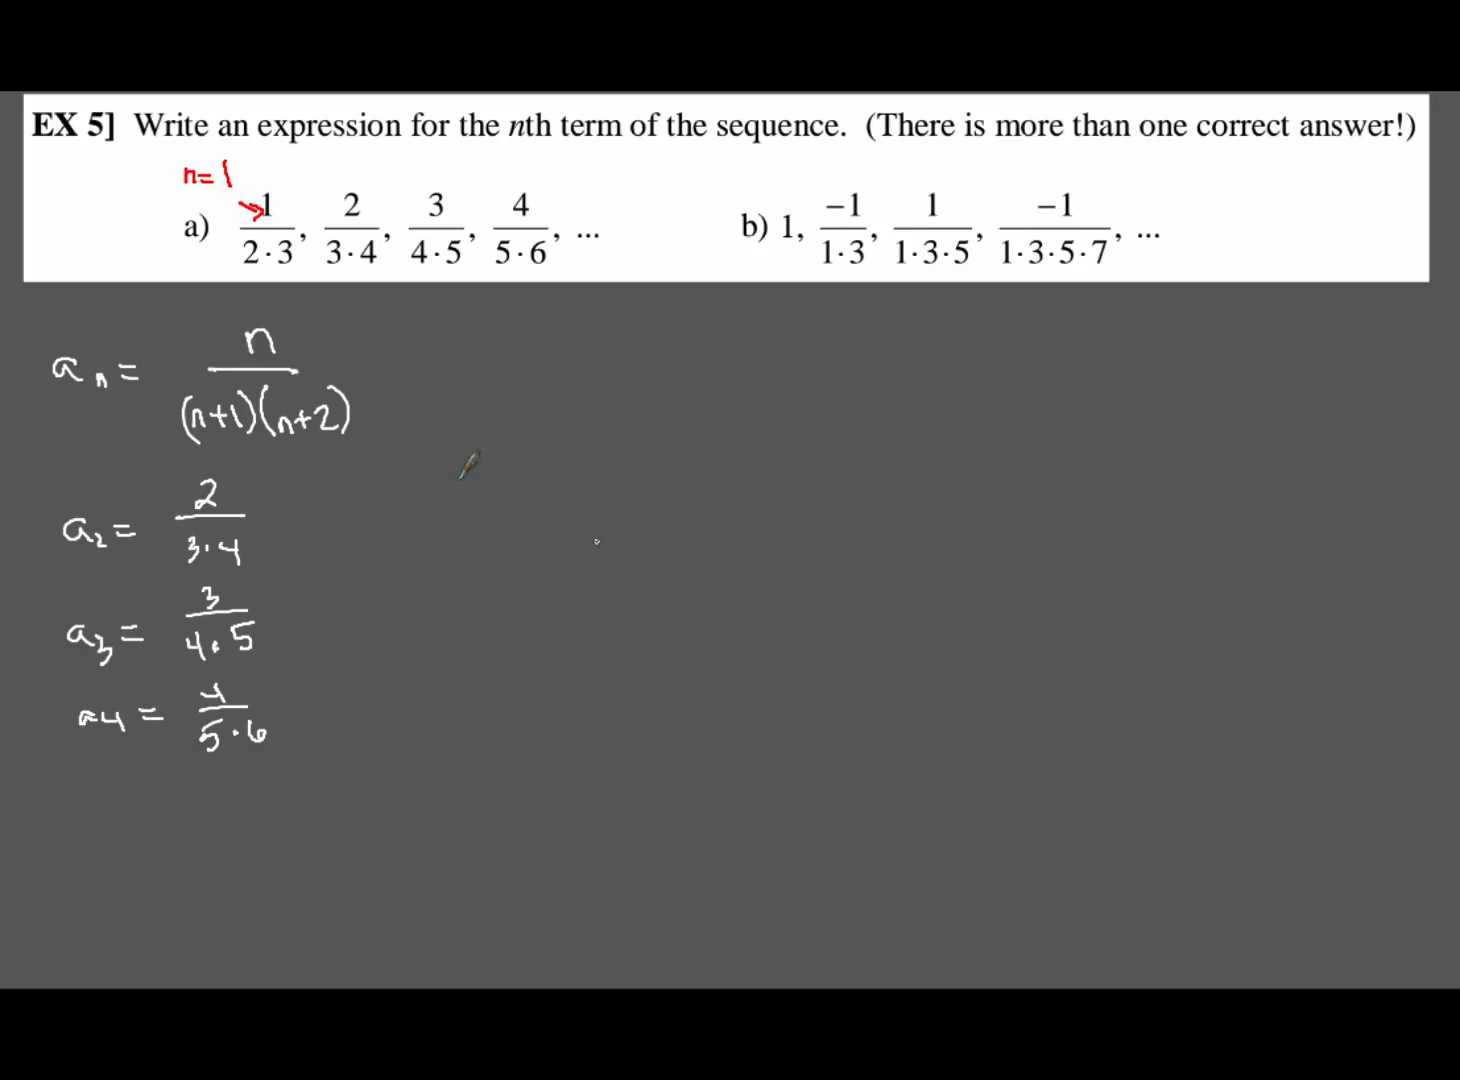 EX 5] Write an expression for the nth term of the sequence. (There is more than one correct answer!)
n=1
a) 1/(2·3), 2/(3·4), 3/(4·5), 4/(5·6), ... b) 1, −1/(1·3), 1/(1·3·5), −1/(1·3·5·7), ...
aₙ = n/((n+1)(n+2))
a₂ = 2/(3·4)
a₃ = 3/(4·5)
a4 = 4/(5·6)